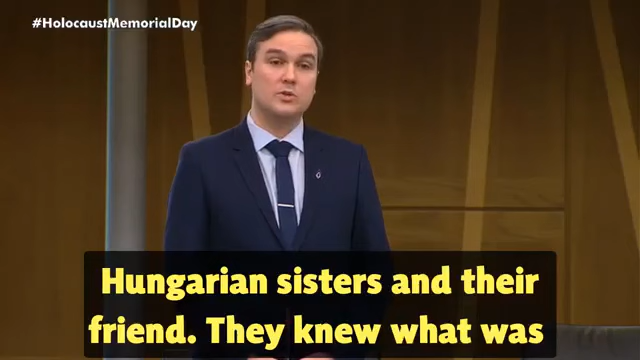 #HolocaustMemorialDay
Hungarian sisters and their
friend. They knew what was